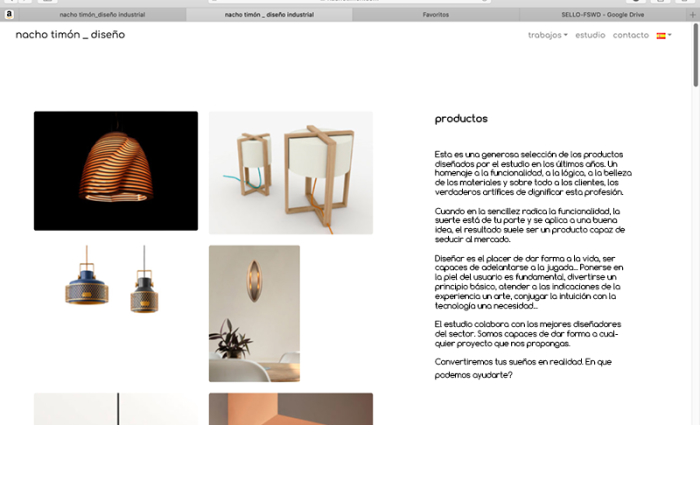 nacho timón_diseño industrial
nacho timón _ diseño industrial
Favoritos
SELLO-FSWD - Google Drive
nacho timón _ diseño
trabajos
estudio
contacto
productos
Esta es una generosa selección de los productos
diseñados por el estudio en los últimos años. Un
homenaje a la funcionalidad, a la lógica, a la belleza
de los materiales y sobre todo a los clientes, los
verdaderos artífices de dignificar esta profesión.
Cuando en la sencillez radica la funcionalidad, la
suerte está de tu parte y se aplica a una buena
idea, el resultado suele ser un producto capaz de
seducir al mercado.
Diseñar es el placer de dar forma a la vida, ser
capaces de adelantarse a la jugada... Ponerse en
la piel del usuario es fundamental, divertirse un
principio básico, atender a las indicaciones de la
experiencia un arte, conjugar la intuición con la
tecnología una necesidad...
El estudio colabora con los mejores diseñadores
del sector. Somos capaces de dar forma a cual-
quier proyecto que nos propongas.
Convertiremos tus sueños en realidad. En que
podemos ayudarte?